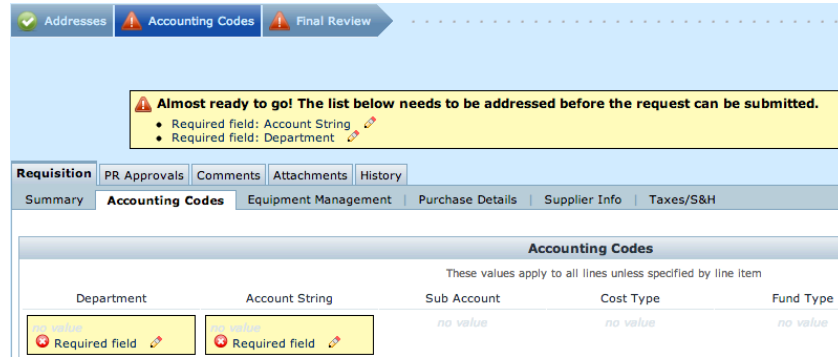 Addresses Accounting Codes Final Review
Almost ready to go! The list below needs to be addressed before the request can be submitted.
Required field: Account String
Required field: Department
Requisition PR Approvals Comments Attachments History
Summary Accounting Codes Equipment Management | Purchase Details | Supplier Info | Taxes/S&H
Accounting Codes
These values apply to all lines unless specified by line item
Department Account String Sub Account Cost Type Fund Type
no value no value no value no value no value
Required field Required field